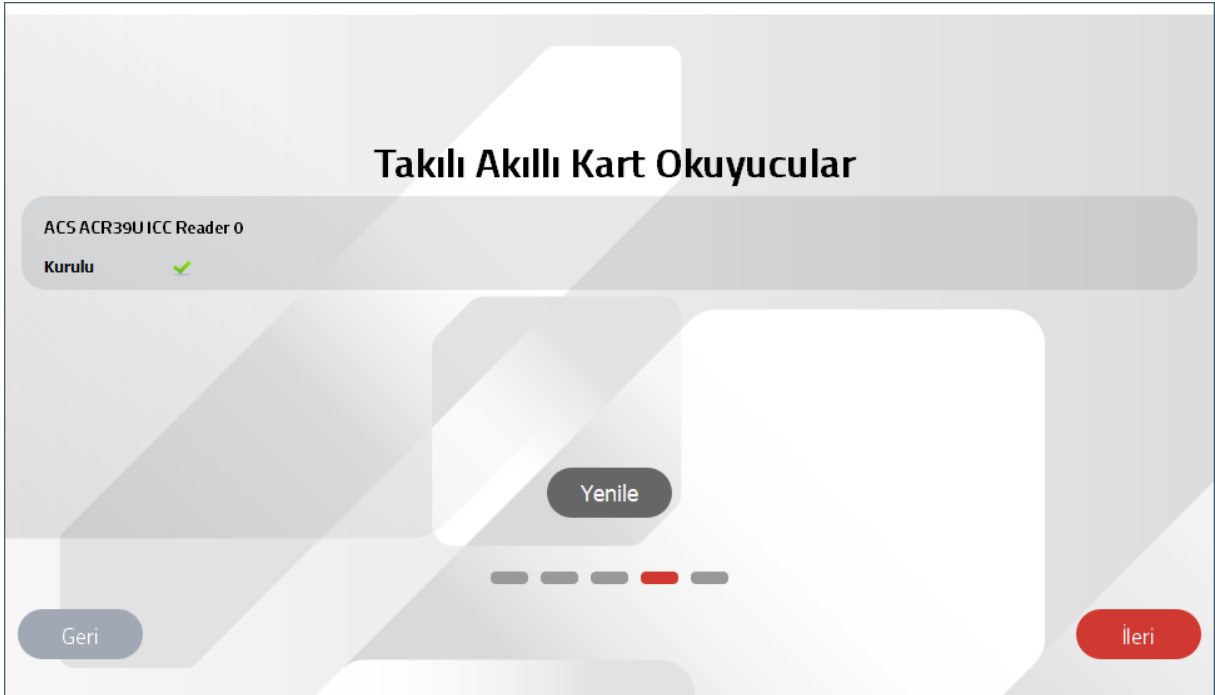 Takılı Akıllı Kart Okuyucular
ACS ACR39U ICC Reader 0
Kurulu
Yenile
Geri
İleri